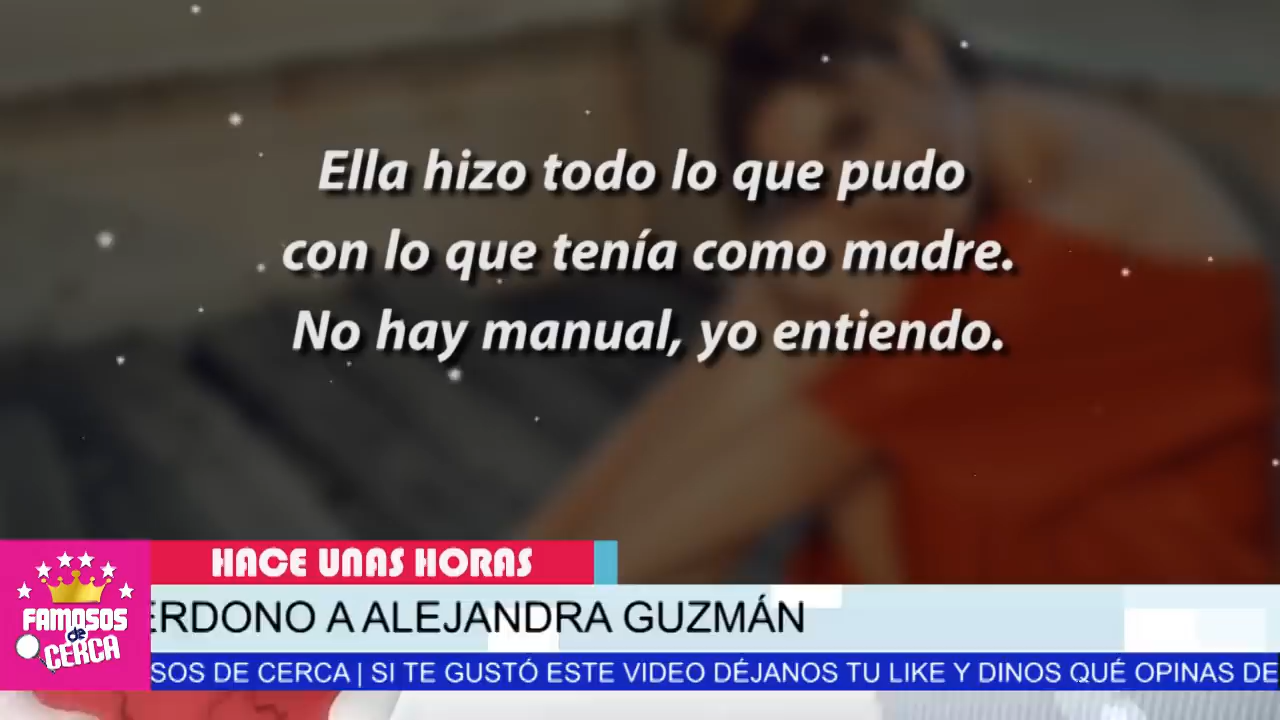 Ella hizo todo lo que pudo
con lo que tenía como madre.
No hay manual, yo entiendo.
HACE UNAS HORAS
ERDONO A ALEJANDRA GUZMÁN
FAMOSOS
de
CERCA
SOS DE CERCA | SI TE GUSTÓ ESTE VIDEO DÉJANOS TU LIKE Y DINOS QUÉ OPINAS DE